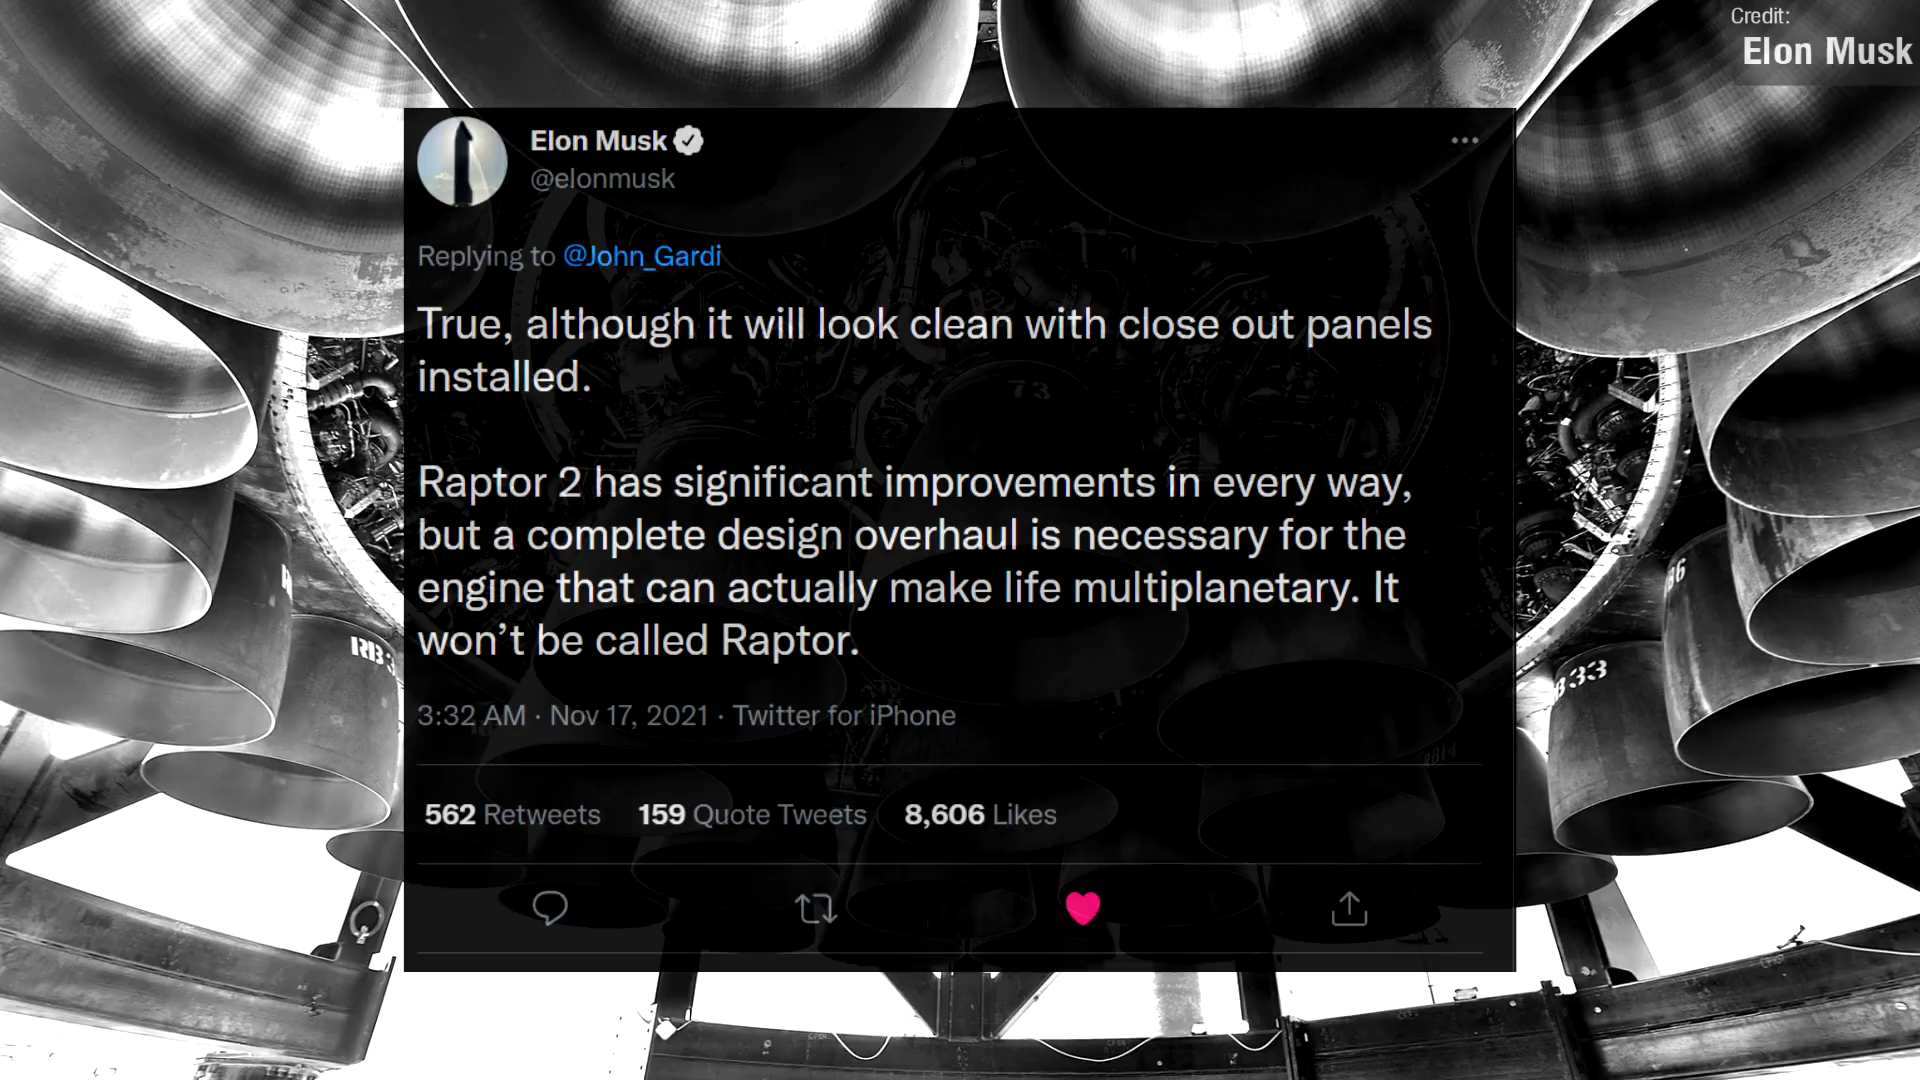 Credit:
Elon Musk
Elon Musk
@elonmusk
Replying to @John_Gardi
True, although it will look clean with close out panels
installed.
Raptor 2 has significant improvements in every way,
but a complete design overhaul is necessary for the
engine that can actually make life multiplanetary. It
won’t be called Raptor.
3:32 AM · Nov 17, 2021 · Twitter for iPhone
562 Retweets 159 Quote Tweets 8,606 Likes
73
33